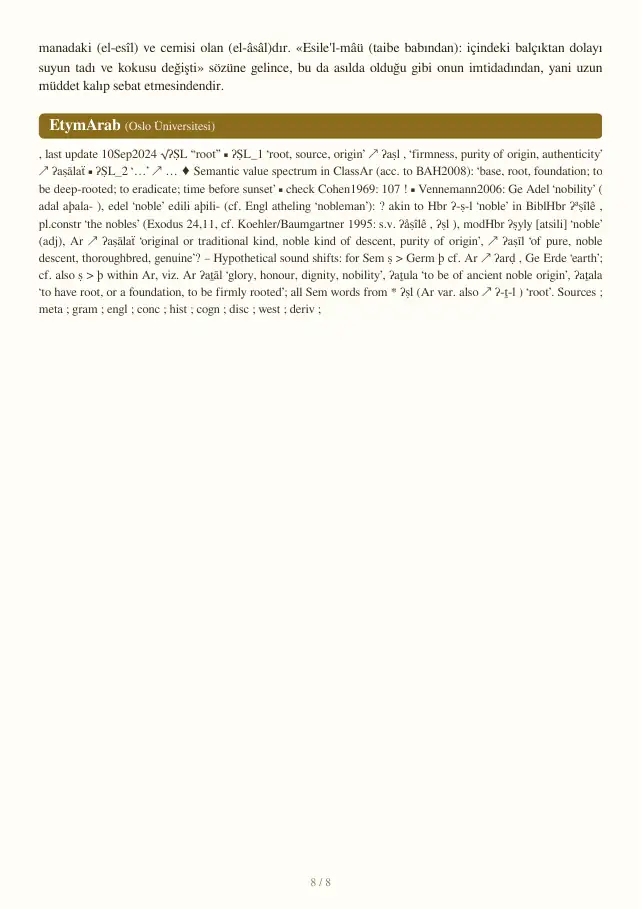 manadaki (el-esîl) ve cemisi olan (el-âsâl)dır. «Esile'l-mâü (taibe babından): içindeki balçıktan dolayı
suyun tadı ve kokusu değişti» sözüne gelince, bu da asılda olduğu gibi onun imtidadından, yani uzun
müddet kalıp sebat etmesindendir.
EtymArab (Oslo Üniversitesi)
, last update 10Sep2024 √ʔṢL “root” ▪ ʔṢL_1 ‘root, source, origin’ ↗ ʔaṣl , ‘firmness, purity of origin, authenticity’
↗ ʔaṣālaẗ ▪ ʔṢL_2 ‘…’ ↗ … ♦ Semantic value spectrum in ClassAr (acc. to BAH2008): ‘base, root, foundation; to
be deep-rooted; to eradicate; time before sunset’ ▪ check Cohen1969: 107 ! ▪ Vennemann2006: Ge Adel ‘nobility’ (
adal aþala- ), edel ‘noble’ edili aþili- (cf. Engl atheling ‘nobleman’): ? akin to Hbr ʔ-ṣ-l ‘noble’ in BiblHbr ʔᵃṣîlê ,
pl.constr ‘the nobles’ (Exodus 24,11, cf. Koehler/Baumgartner 1995: s.v. ʔåṣîlê , ʔṣl ), modHbr ʔṣyly [atsili] ‘noble’
(adj), Ar ↗ ʔaṣālaẗ ‘original or traditional kind, noble kind of descent, purity of origin’, ↗ ʔaṣīl ‘of pure, noble
descent, thoroughbred, genuine’? – Hypothetical sound shifts: for Sem ṣ > Germ þ cf. Ar ↗ ʔarḍ , Ge Erde ‘earth’;
cf. also ṣ > þ within Ar, viz. Ar ʔaṯāl ‘glory, honour, dignity, nobility’, ʔaṯula ‘to be of ancient noble origin’, ʔaṯala
‘to have root, or a foundation, to be firmly rooted’; all Sem words from * ʔṣl (Ar var. also ↗ ʔ-ṯ-l ) ‘root’. Sources ;
meta ; gram ; engl ; conc ; hist ; cogn ; disc ; west ; deriv ;
8 / 8